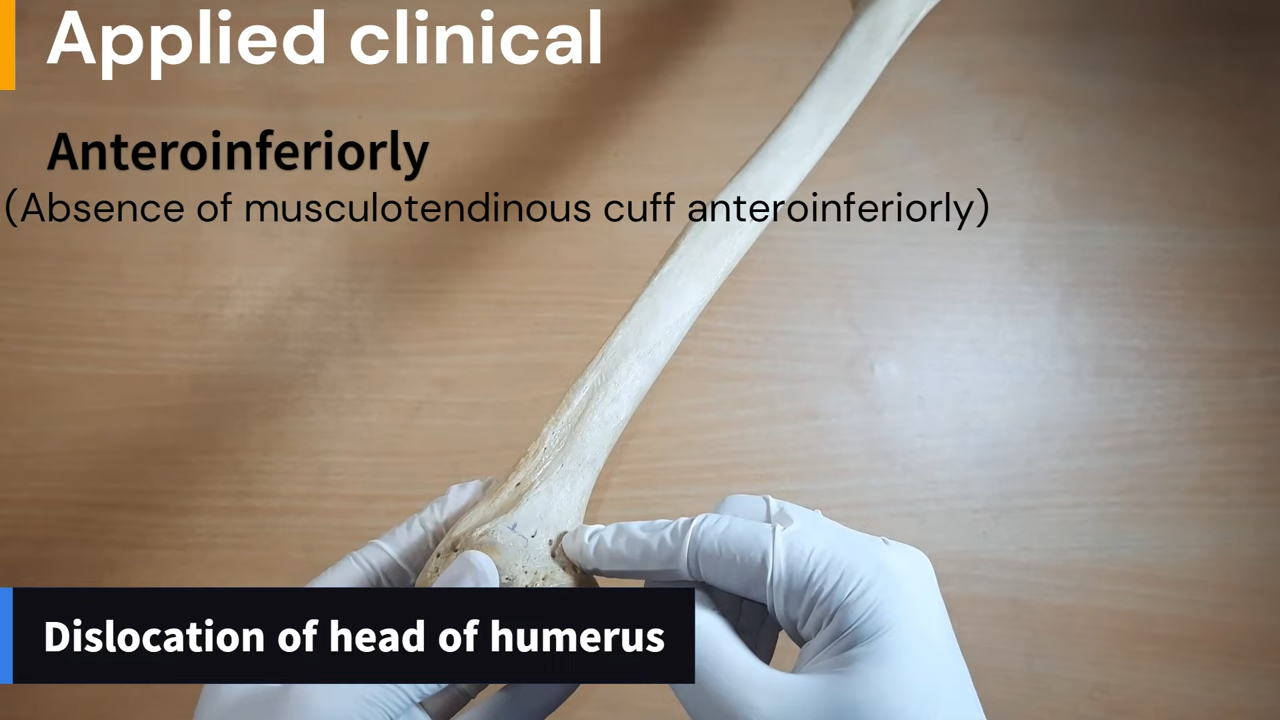 Applied clinical
Anteroinferiorly
(Absence of musculotendinous cuff anteroinferiorly)
Dislocation of head of humerus